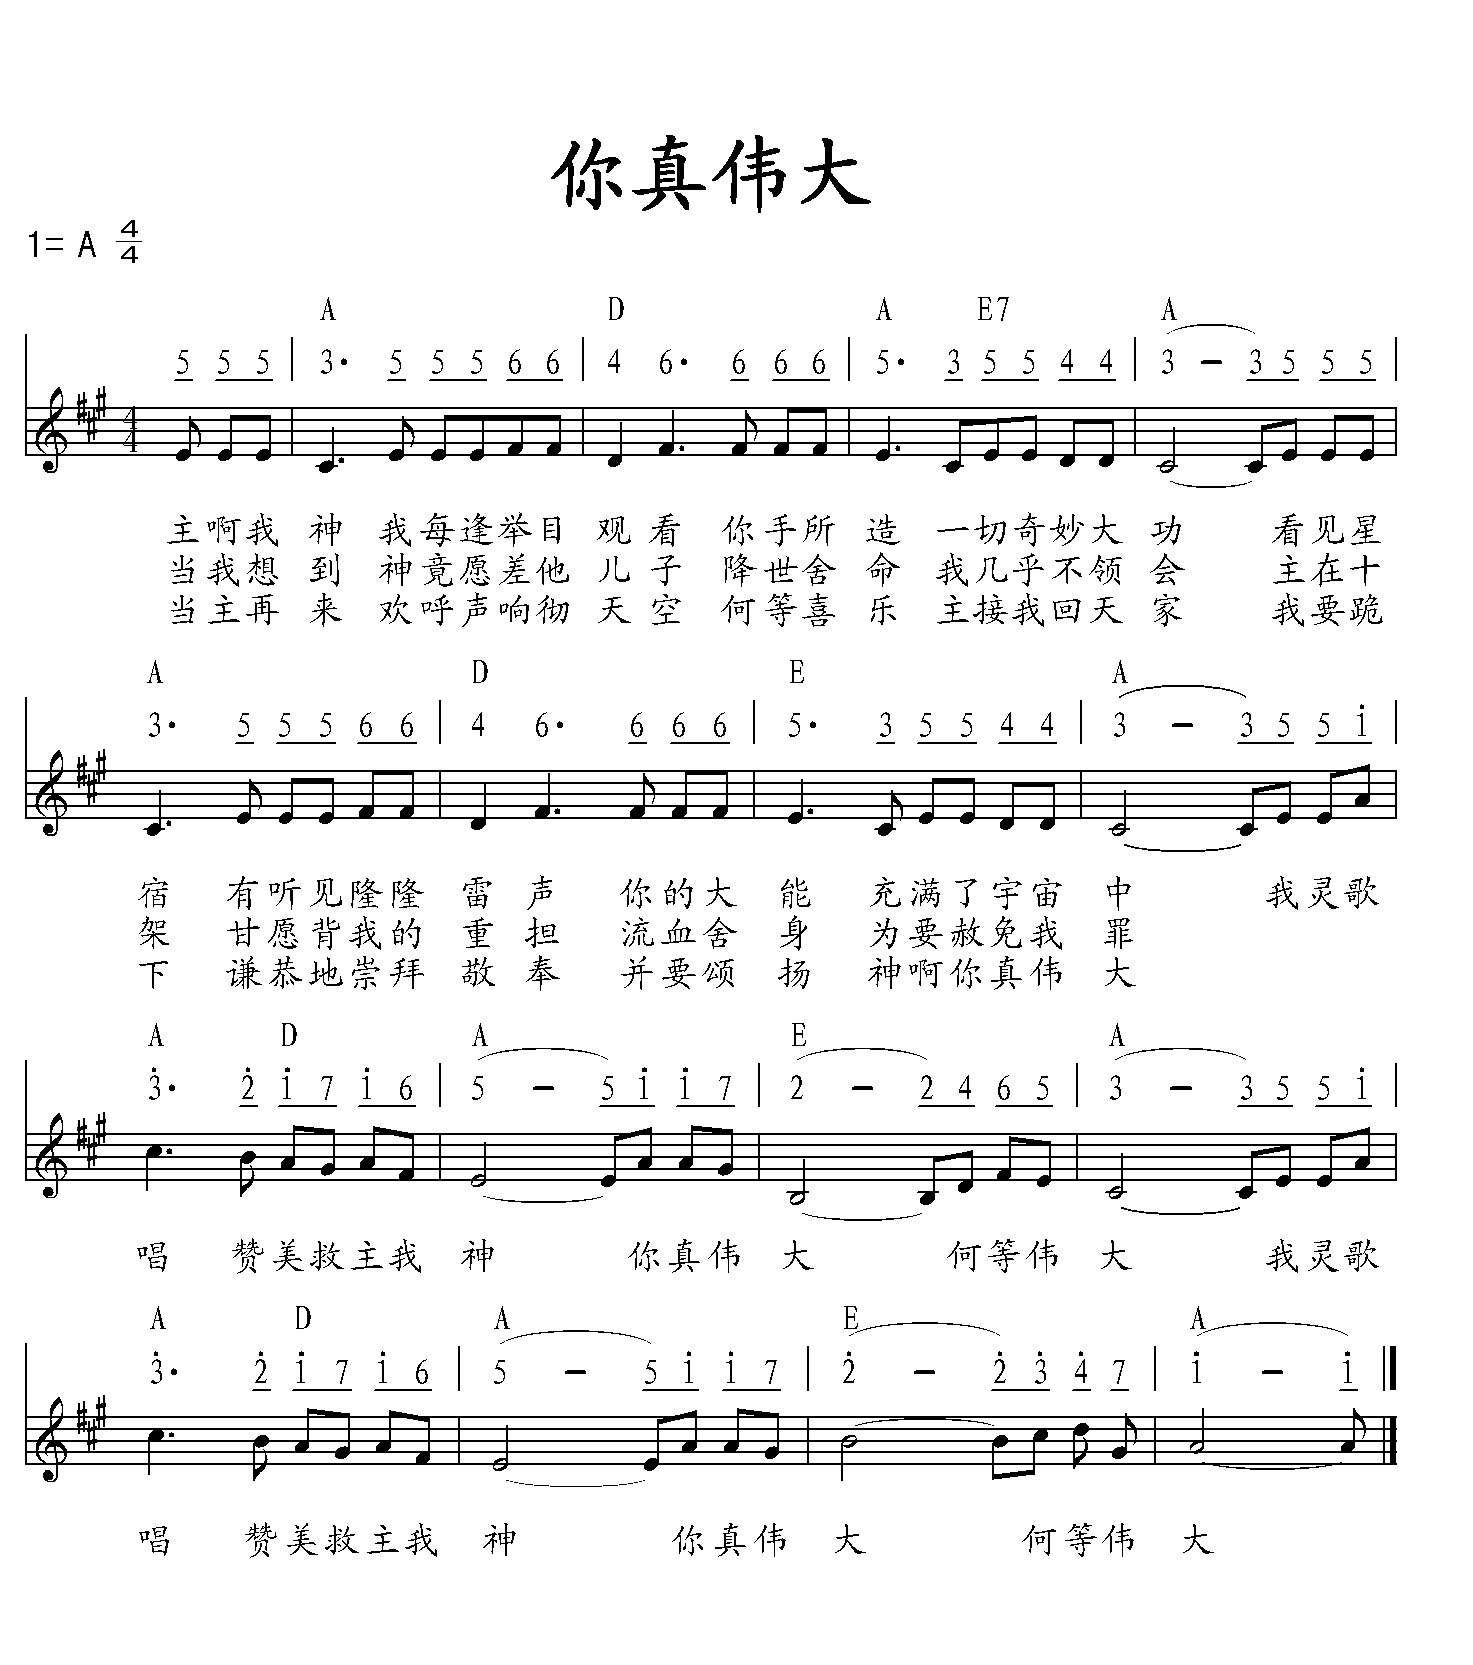 你真伟大
1= A 4/4
A D A E7 A
5 5 5 | 3· 5 5 5 6 6 | 4 6· 6 6 6 | 5· 3 5 5 4 4 | 3 – 3 5 5 5 |
4/4
主啊我 神 我每逢举目 观 看 你手所 造 一切奇妙大 功 看见星
当我想 到 神竟愿差他 儿 子 降世舍 命 我几乎不领 会 主在十
当主再 来 欢呼声响彻 天 空 何等喜 乐 主接我回天 家 我要跪
A D E A
3· 5 5 5 6 6 | 4 6· 6 6 6 | 5· 3 5 5 4 4 | 3 – 3 5 5 i |
宿 有听见隆隆 雷 声 你的大 能 充满了宇宙 中 我灵歌
架 甘愿背我的 重 担 流血舍 身 为要赦免我 罪
下 谦恭地崇拜 敬 奉 并要颂 扬 神啊你真伟 大
A D A E A
3̇· 2̇ i 7 i 6 | 5 – 5 i i 7 | 2 – 2 4 6 5 | 3 – 3 5 5 i |
唱 赞美救主我 神 你真伟 大 何等伟 大 我灵歌
A D A E A
3̇· 2̇ i 7 i 6 | 5 – 5 i i 7 | 2̇ – 2̇ 3̇ 4̇ 7 | i – i
唱 赞美救主我 神 你真伟 大 何等伟 大